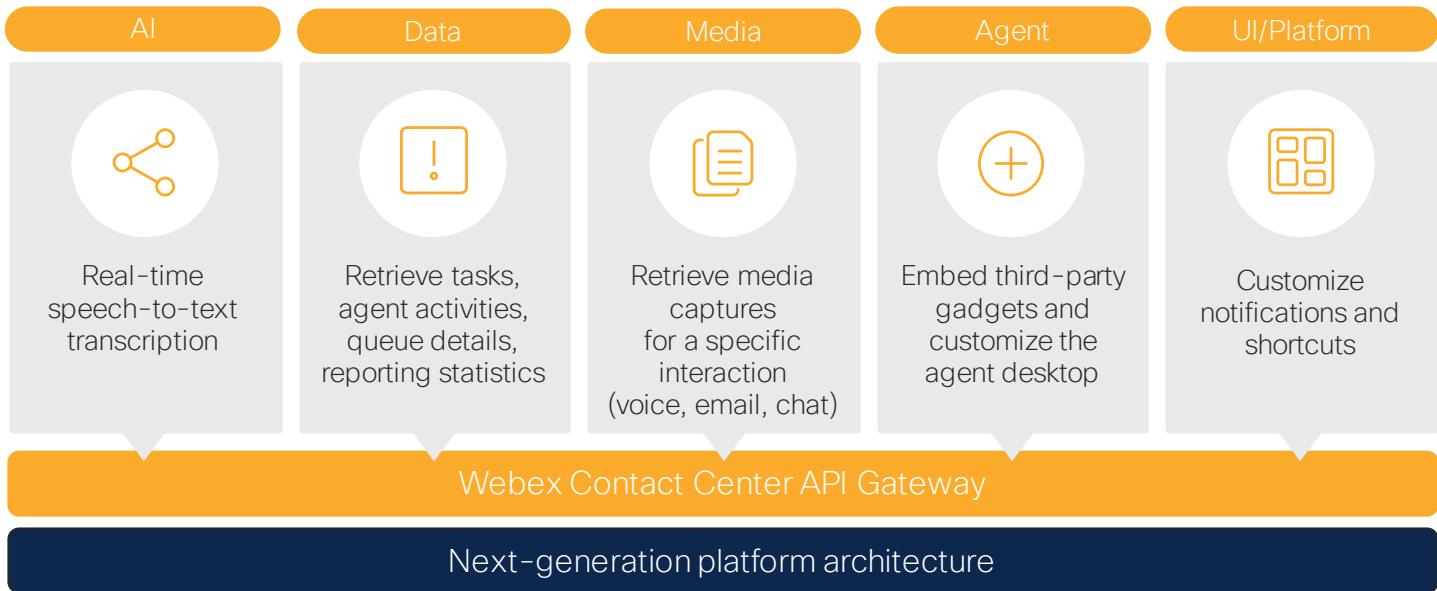 AI
Data
Media
Agent
UI/Platform
Real-time
speech-to-text
transcription
Retrieve tasks,
agent activities,
queue details,
reporting statistics
Retrieve media
captures
for a specific
interaction
(voice, email, chat)
Embed third-party
gadgets and
customize the
agent desktop
Customize
notifications and
shortcuts
Webex Contact Center API Gateway
Next-generation platform architecture